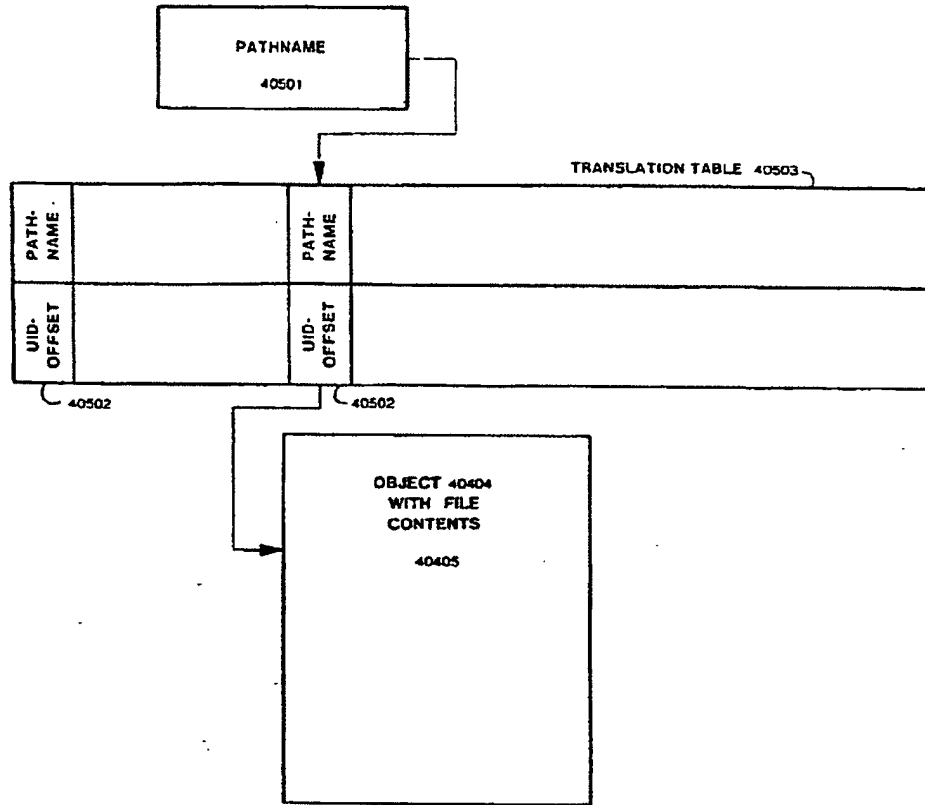 PATHNAME
40501
TRANSLATION TABLE 40503
PATH-
NAME
PATH-
NAME
UID-
OFFSET
UID-
OFFSET
40502
40502
OBJECT 40404
WITH FILE
CONTENTS
40405